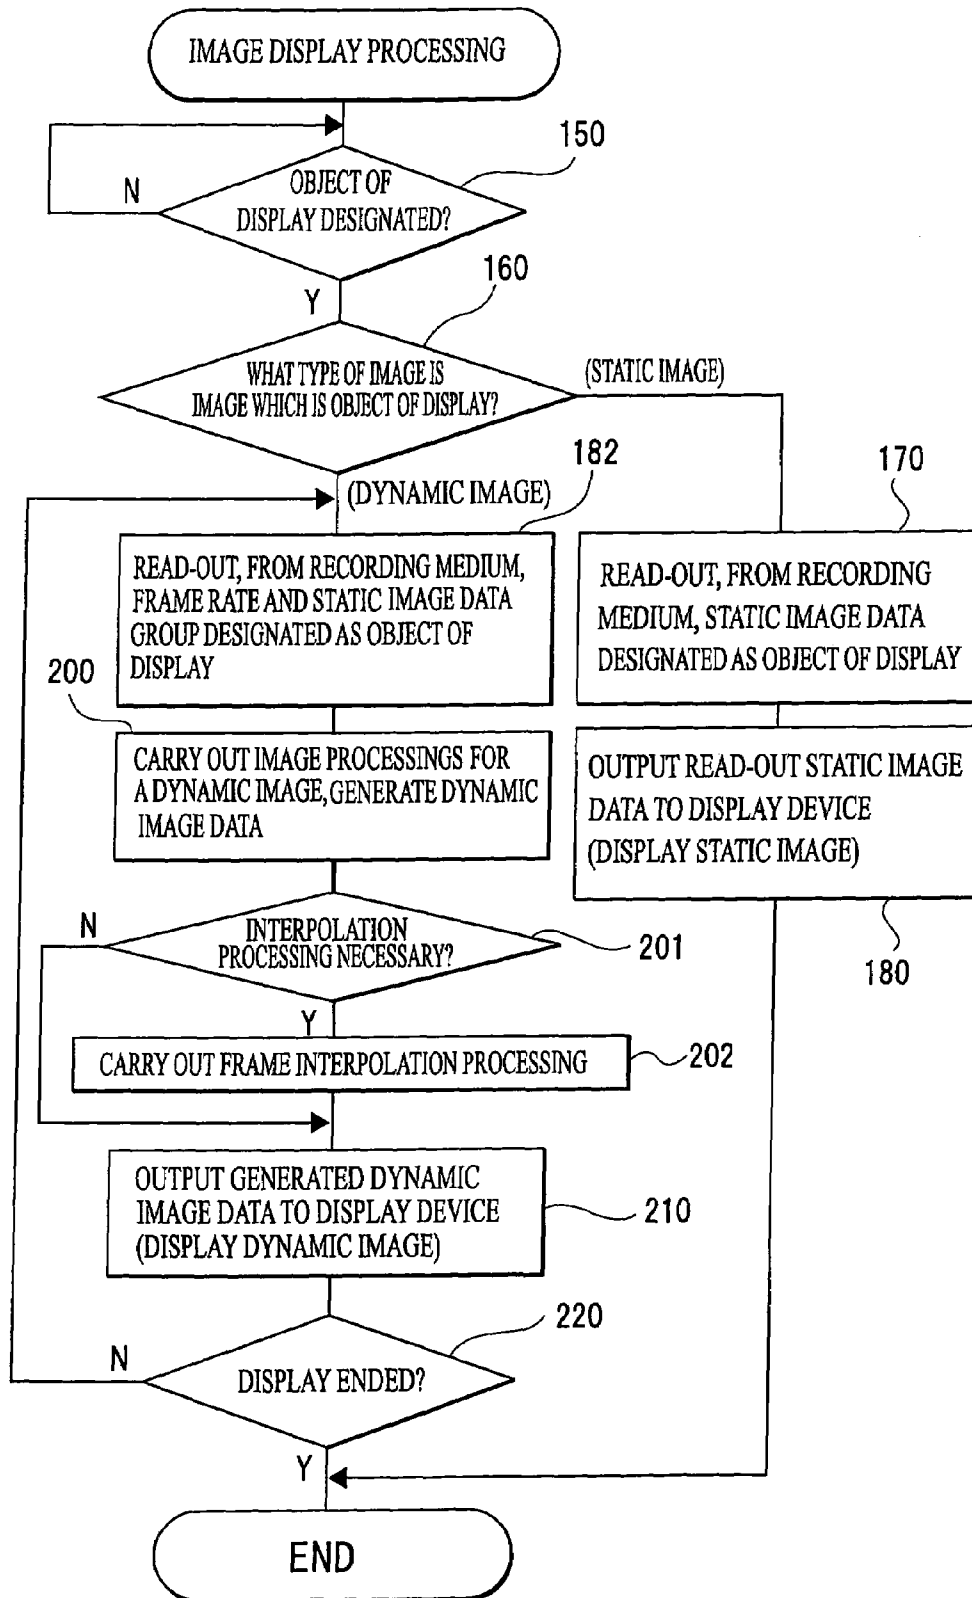 IMAGE DISPLAY PROCESSING
150
N
OBJECT OF
DISPLAY DESIGNATED?
Y
160
WHAT TYPE OF IMAGE IS
IMAGE WHICH IS OBJECT OF DISPLAY?
(STATIC IMAGE)
(DYNAMIC IMAGE)
182
READ-OUT, FROM RECORDING MEDIUM,
FRAME RATE AND STATIC IMAGE DATA
GROUP DESIGNATED AS OBJECT OF
DISPLAY
170
READ-OUT, FROM RECORDING
MEDIUM, STATIC IMAGE DATA
DESIGNATED AS OBJECT OF DISPLAY
200
CARRY OUT IMAGE PROCESSINGS FOR
A DYNAMIC IMAGE, GENERATE DYNAMIC
IMAGE DATA
OUTPUT READ-OUT STATIC IMAGE
DATA TO DISPLAY DEVICE
(DISPLAY STATIC IMAGE)
180
N
INTERPOLATION
PROCESSING NECESSARY?
201
Y
CARRY OUT FRAME INTERPOLATION PROCESSING
202
OUTPUT GENERATED DYNAMIC
IMAGE DATA TO DISPLAY DEVICE
(DISPLAY DYNAMIC IMAGE)
210
220
N
DISPLAY ENDED?
Y
END